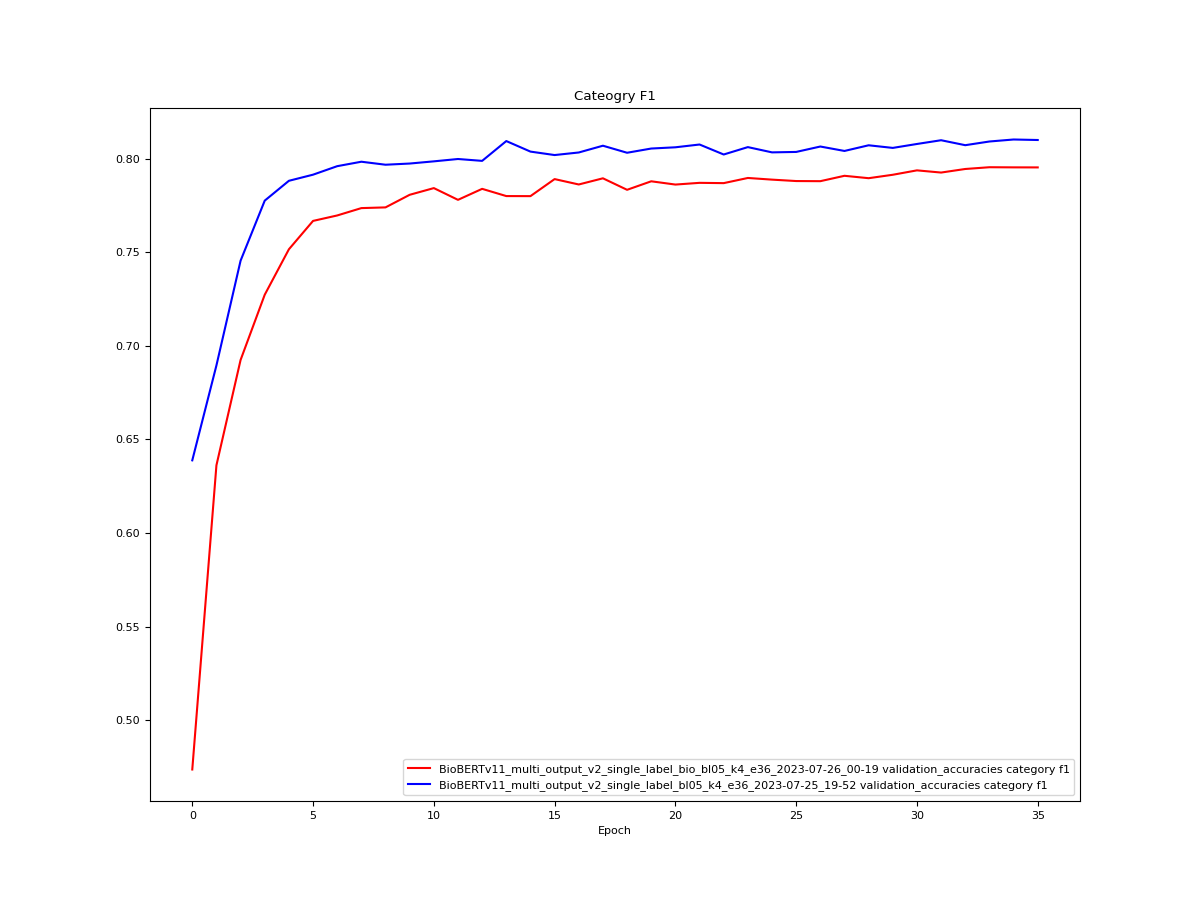 Cateogry F1
0.80
0.75
0.70
0.65
0.60
0.55
0.50
BioBERTv11_multi_output_v2_single_label_bio_bl05_k4_e36_2023-07-26_00-19 validation_accuracies category f1
BioBERTv11_multi_output_v2_single_label_bl05_k4_e36_2023-07-25_19-52 validation_accuracies category f1
0 5 10 15 20 25 30 35
Epoch